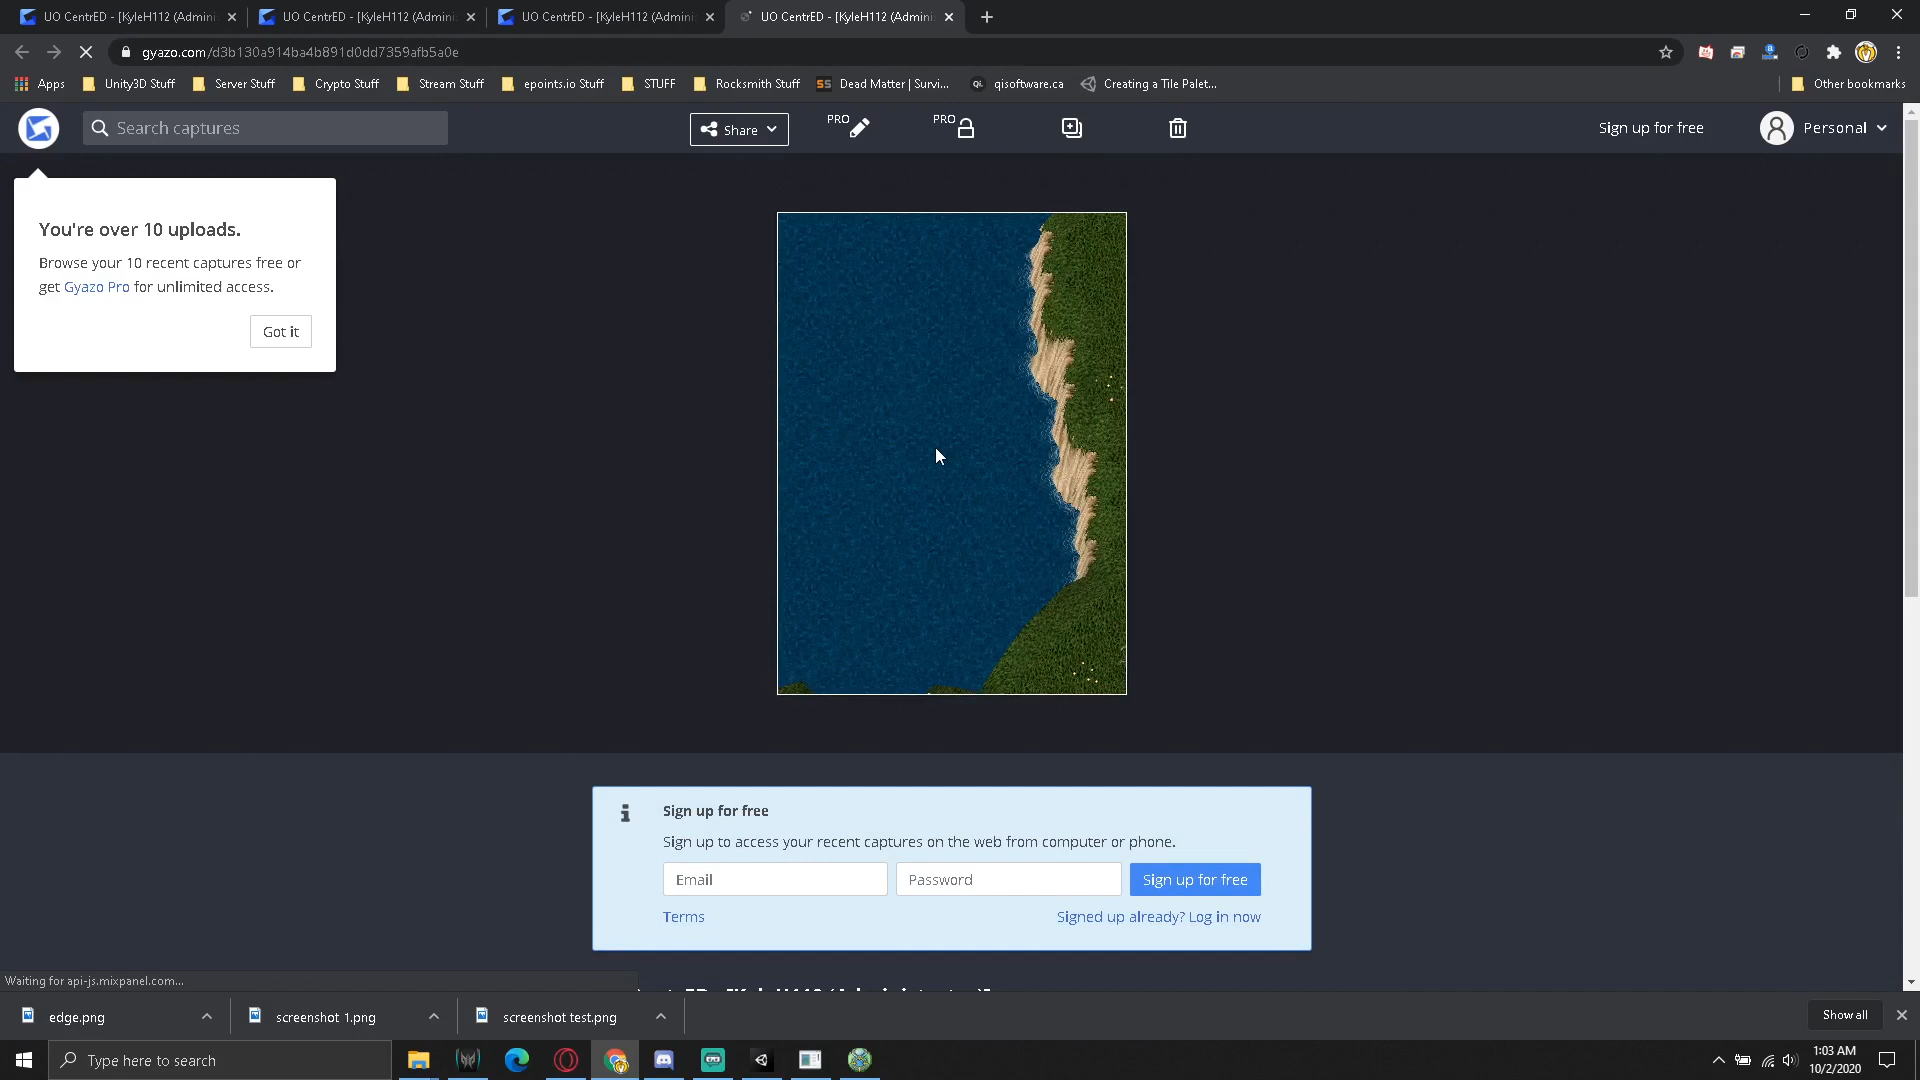 UO CentrED - [KyleH112 (Admini
UO CentrED - [KyleH112 (Admini
UO CentrED - [KyleH112 (Admini
UO CentrED - [KyleH112 (Admini
gyazo.com/d3b130a914ba4b891d0dd7359afb5a0e
Apps
Unity3D Stuff
Server Stuff
Crypto Stuff
Stream Stuff
epoints.io Stuff
STUFF
Rocksmith Stuff
Dead Matter | Survi...
qisoftware.ca
Creating a Tile Palet...
Other bookmarks
Search captures
Share
PRO
PRO
Sign up for free
Personal
You're over 10 uploads.
Browse your 10 recent captures free or
get Gyazo Pro for unlimited access.
Got it
Sign up for free
Sign up to access your recent captures on the web from computer or phone.
Email
Password
Sign up for free
Terms
Signed up already? Log in now
Waiting for api-js.mixpanel.com...
edge.png
screenshot 1.png
screenshot test.png
Show all
Type here to search
1:03 AM
10/2/2020